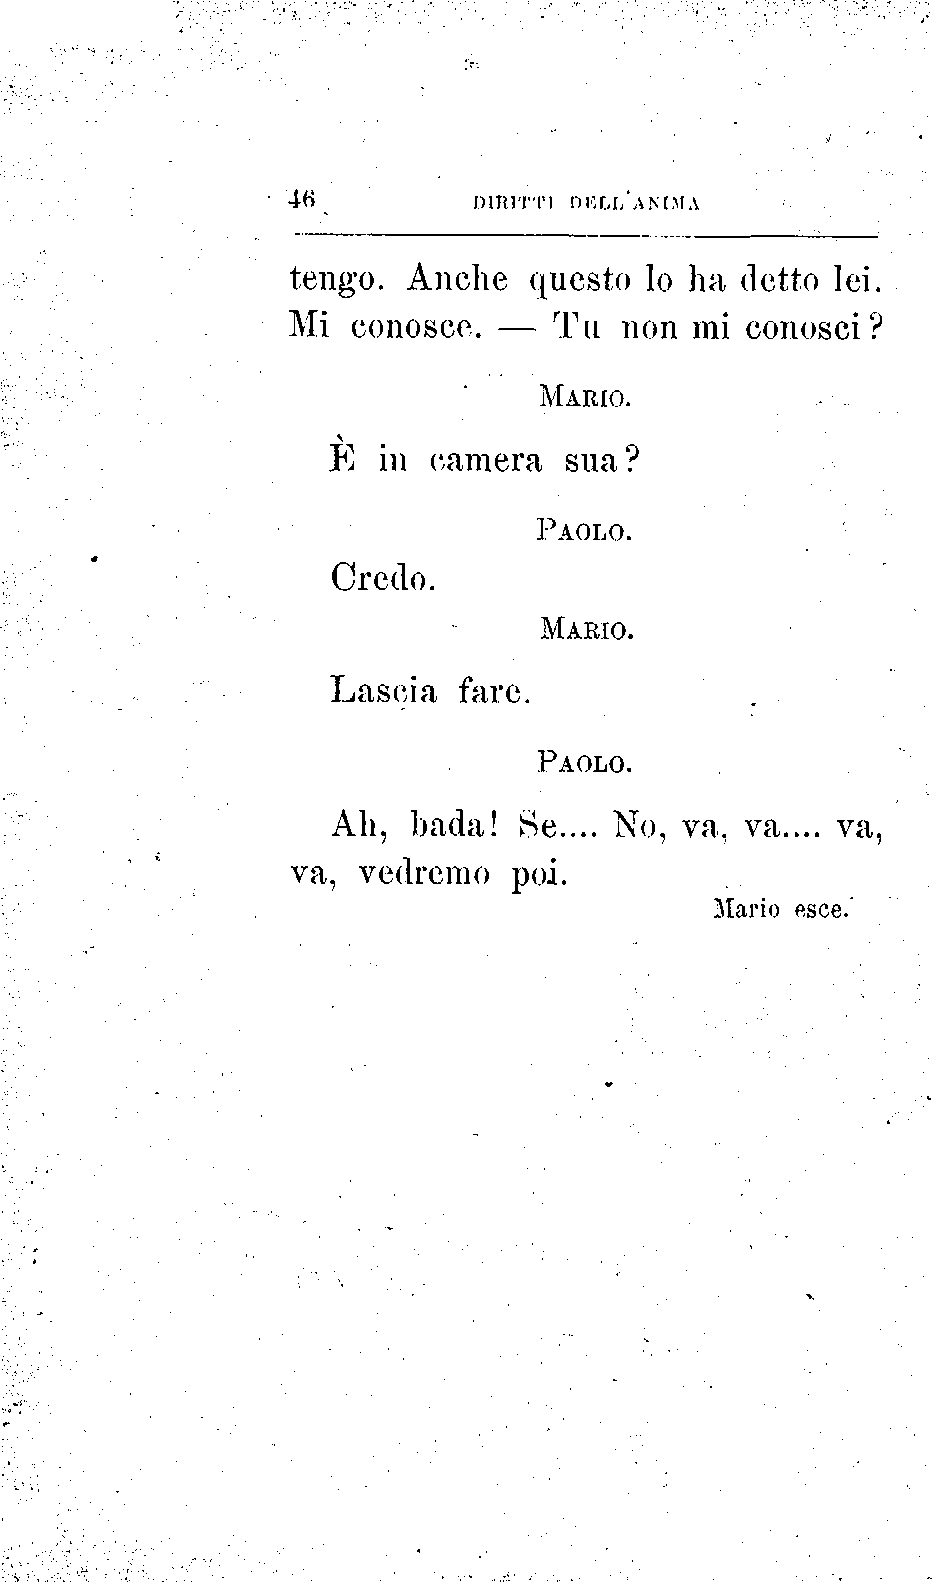 46 DIRITTI DELL'ANIMA
tengo. Anche questo lo ha detto lei.
Mi conosce. — Tu non mi conosci?
MARIO.
È in camera sua?
PAOLO.
Credo.
MARIO.
Lascia fare.
PAOLO.
Ah, bada! Se.... No, va, va.... va,
va, vedremo poi.
Mario esce.